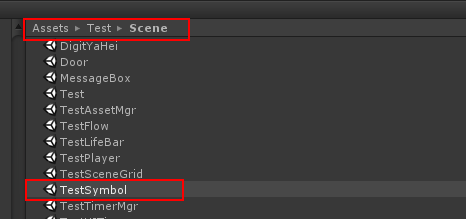 Assets ▸ Test ▸ Scene
DigitYaHei
Door
MessageBox
Test
TestAssetMgr
TestFlow
TestLifeBar
TestPlayer
TestSceneGrid
TestSymbol
TestTimerMgr